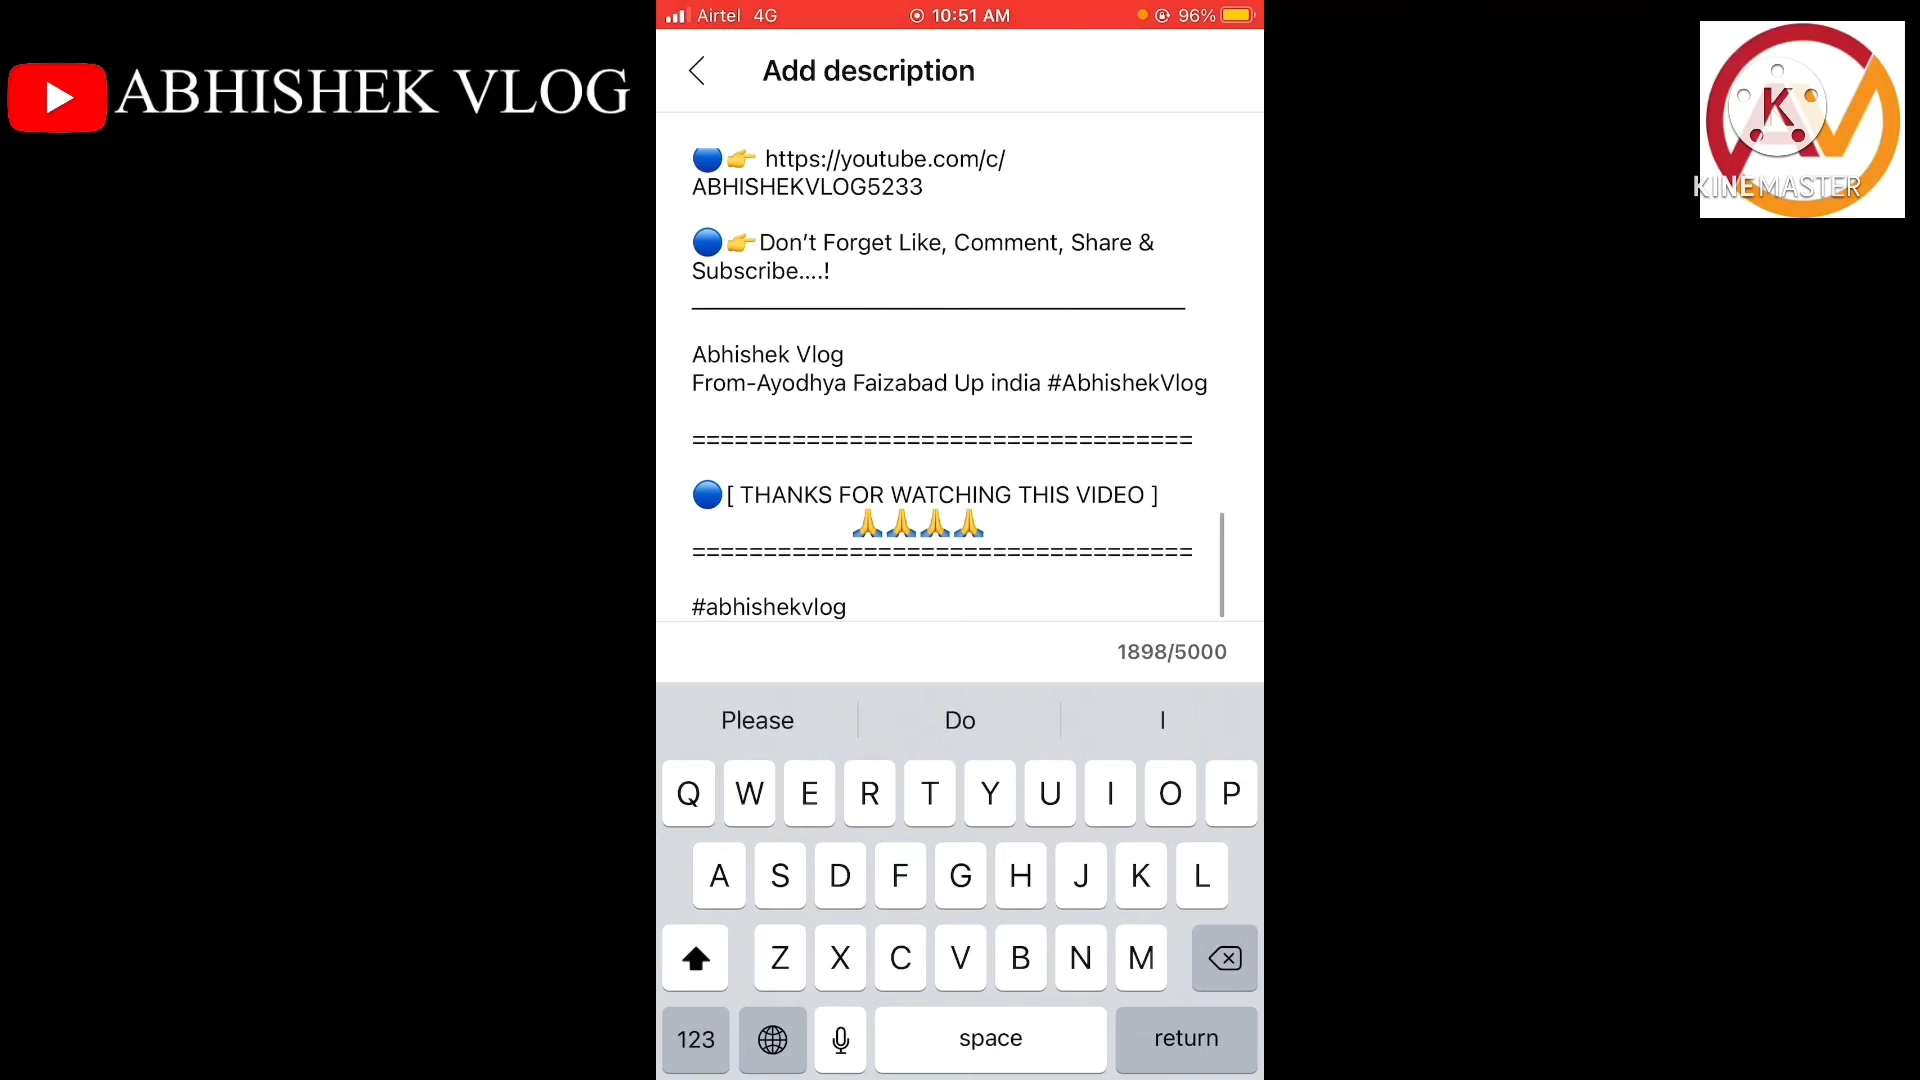 ABHISHEK VLOG
Airtel 4G 10:51 AM 96%
Add description
🔵👉 https://youtube.com/c/
ABHISHEKVLOG5233
🔵👉Don’t Forget Like, Comment, Share &
Subscribe....!
Abhishek Vlog
From-Ayodhya Faizabad Up india #AbhishekVlog
===================================
🔵[ THANKS FOR WATCHING THIS VIDEO ]
🙏🙏🙏🙏
===================================
#abhishekvlog
1898/5000
Please Do I
Q W E R T Y U I O P
A S D F G H J K L
Z X C V B N M
123 space return
K
KINEMASTER